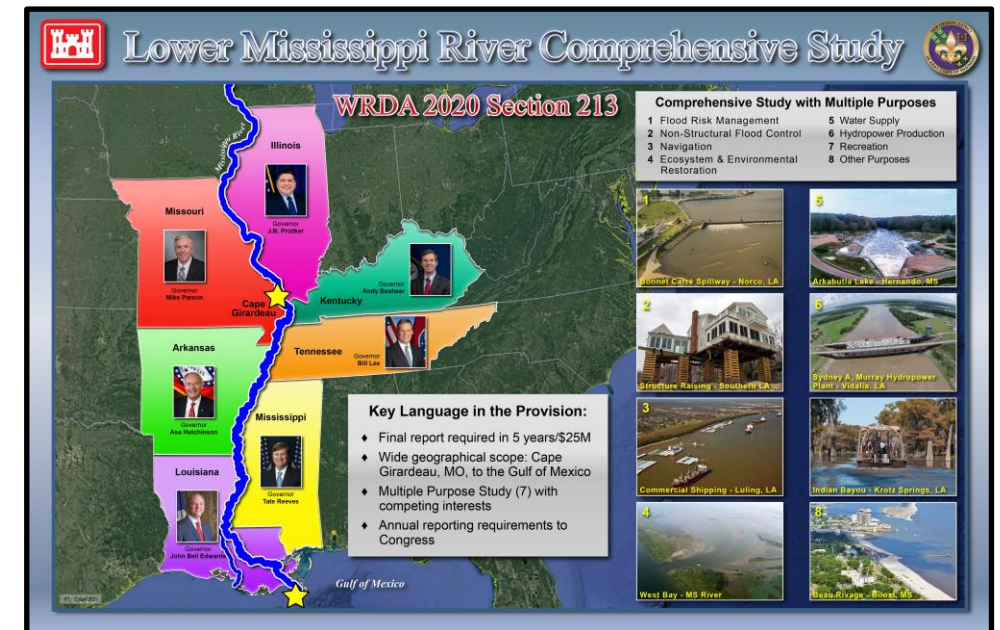 Lower Mississippi River Comprehensive Study
WRDA 2020 Section 213
Mississippi River
Illinois
Governor
J.B. Priztker
Missouri
Governor
Mike Parson
Cape
Girardeau
Kentucky
Governor
Andy Beshear
Tennessee
Governor
Bill Lee
Arkansas
Governor
Asa Hutchinson
Mississippi
Governor
Tate Reeves
Louisiana
Governor
John Bel Edwards
Gulf of Mexico
Key Language in the Provision:
♦ Final report required in 5 years/$25M
♦ Wide geographical scope: Cape
Girardeau, MO, to the Gulf of Mexico
♦ Multiple Purpose Study (7) with
competing interests
♦ Annual reporting requirements to
Congress
Comprehensive Study with Multiple Purposes
1 Flood Risk Management
2 Non-Structural Flood Control
3 Navigation
4 Ecosystem & Environmental
Restoration
5 Water Supply
6 Hydropower Production
7 Recreation
8 Other Purposes
1
Bonnet Carré Spillway - Norco, LA
5
Arkabutla Lake - Hernando, MS
2
Structure Raising - Southern LA
6
Sydney A. Murray Hydropower
Plant - Vidalia, LA
3
Commercial Shipping - Luling, LA
7
Indian Bayou - Krotz Springs, LA
4
West Bay - MS River
8
Beau Rivage - Biloxi, MS